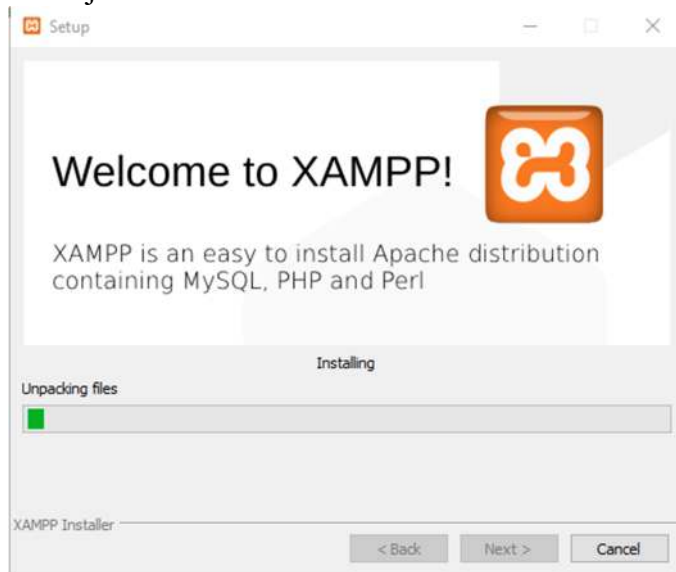 Setup
Welcome to XAMPP!
XAMPP is an easy to install Apache distribution
containing MySQL, PHP and Perl
Installing
Unpacking files
XAMPP Installer
< Back
Next >
Cancel